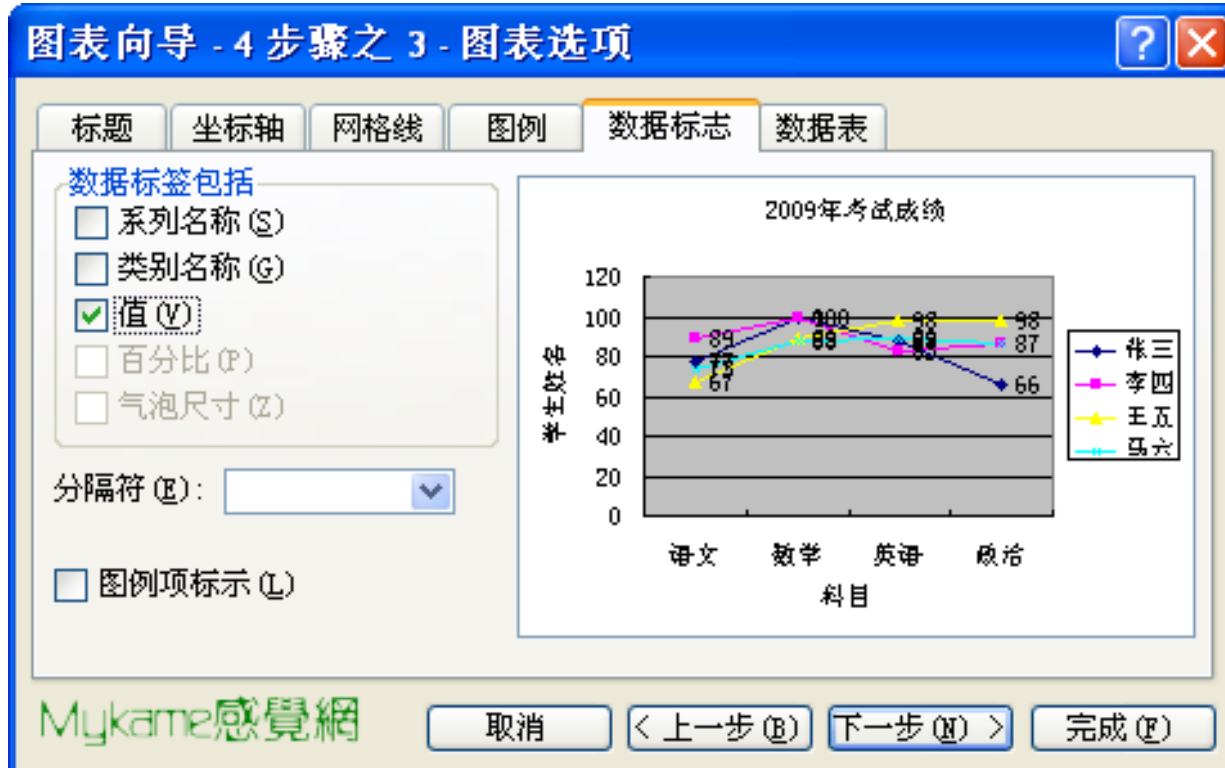 图表向导 - 4 步骤之 3 - 图表选项
标题 坐标轴 网格线 图例 数据标志 数据表
数据标签包括
系列名称(S)
类别名称(G)
值(V)
百分比(P)
气泡尺寸(Z)
分隔符(E):
图例项标示(L)
2009年考试成绩
120
100
80
60
40
20
0
学生姓名
89
67
100
98
98
87
66
语文 数学 英语 政治
科目
张三
李四
王五
马六
Mykame感覺網
取消 < 上一步(B) 下一步(N) > 完成(F)